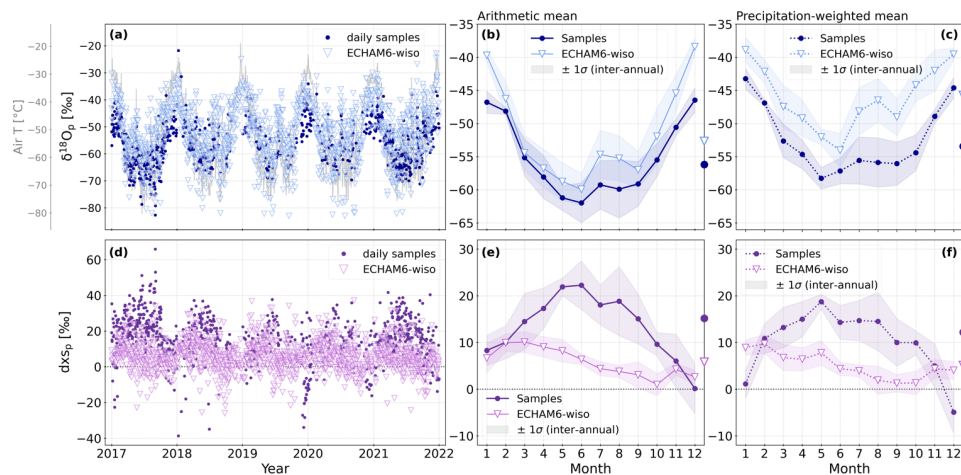 Arithmetic mean
Precipitation-weighted mean
(a)
daily samples
ECHAM6-wiso
Air T [°C]
−20
−30
−40
−50
−60
−70
−80
δ¹⁸Oₚ [‰]
−20
−40
−60
−80
(b)
Samples
ECHAM6-wiso
± 1σ (inter-annual)
−35
−40
−45
−50
−55
−60
−65
(c)
Samples
ECHAM6-wiso
± 1σ (inter-annual)
−35
−40
−45
−50
−55
−60
−65
(d)
daily samples
ECHAM6-wiso
dxsₚ [‰]
60
40
20
0
−20
−40
2017 2018 2019 2020 2021 2022
Year
(e)
Samples
ECHAM6-wiso
± 1σ (inter-annual)
30
20
10
0
−10
1 2 3 4 5 6 7 8 9 10 11 12
Month
(f)
Samples
ECHAM6-wiso
± 1σ (inter-annual)
30
20
10
0
−10
1 2 3 4 5 6 7 8 9 10 11 12
Month